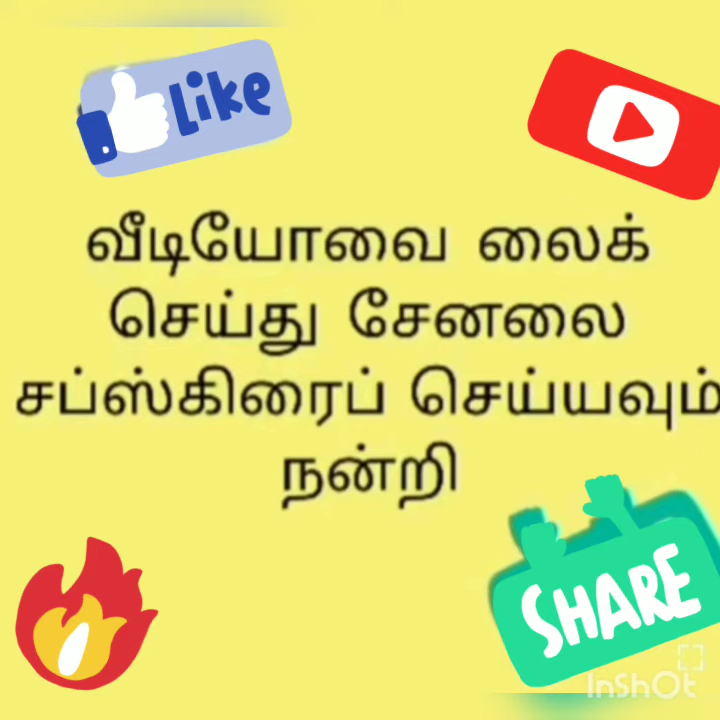 Like
வீடியோவை லைக்
செய்து சேனலை
சப்ஸ்கிரைப் செய்யவும்
நன்றி
SHARE
InShOt